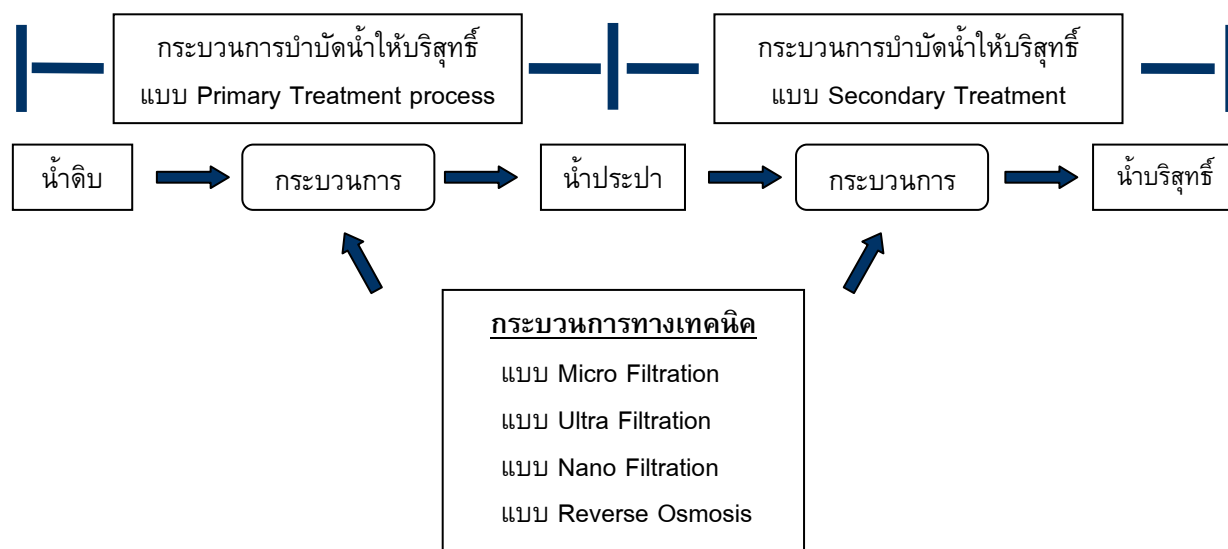 กระบวนการบำบัดน้ำให้บริสุทธิ์
แบบ Primary Treatment process
กระบวนการบำบัดน้ำให้บริสุทธิ์
แบบ Secondary Treatment
น้ำดิบ
กระบวนการ
น้ำประปา
กระบวนการ
น้ำบริสุทธิ์
กระบวนการทางเทคนิค
แบบ Micro Filtration
แบบ Ultra Filtration
แบบ Nano Filtration
แบบ Reverse Osmosis